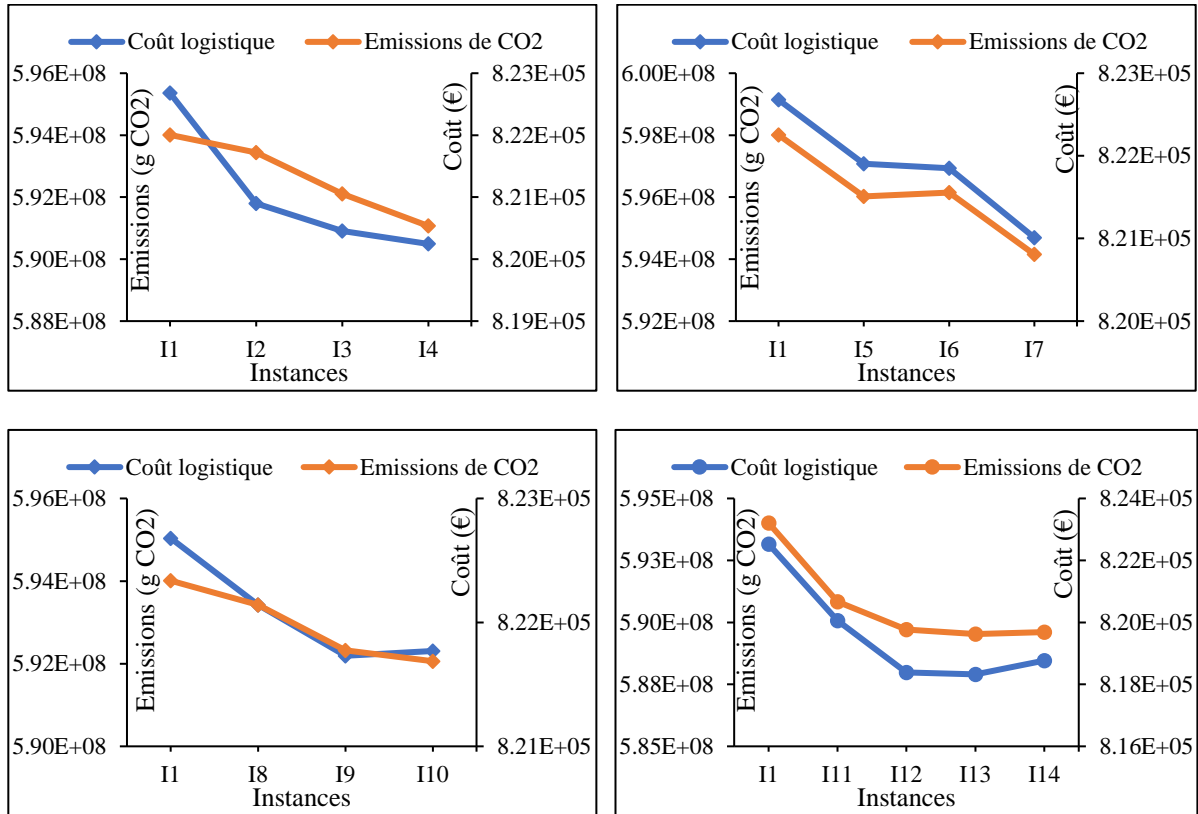 Coût logistique Emissions de CO2
5.96E+08
5.94E+08
5.92E+08
5.90E+08
5.88E+08
Emissions (g CO2)
Coût (€)
8.23E+05
8.22E+05
8.21E+05
8.20E+05
8.19E+05
I1 I2 I3 I4
Instances
Coût logistique Emissions de CO2
6.00E+08
5.98E+08
5.96E+08
5.94E+08
5.92E+08
Emissions (g CO2)
Coût (€)
8.23E+05
8.22E+05
8.21E+05
8.20E+05
I1 I5 I6 I7
Instances
Coût logistique Emissions de CO2
5.96E+08
5.94E+08
5.92E+08
5.90E+08
Emissions (g CO2)
Coût (€)
8.23E+05
8.22E+05
8.21E+05
I1 I8 I9 I10
Instances
Coût logistique Emissions de CO2
5.95E+08
5.93E+08
5.90E+08
5.88E+08
5.85E+08
Emissions (g CO2)
Coût (€)
8.24E+05
8.22E+05
8.20E+05
8.18E+05
8.16E+05
I1 I11 I12 I13 I14
Instances